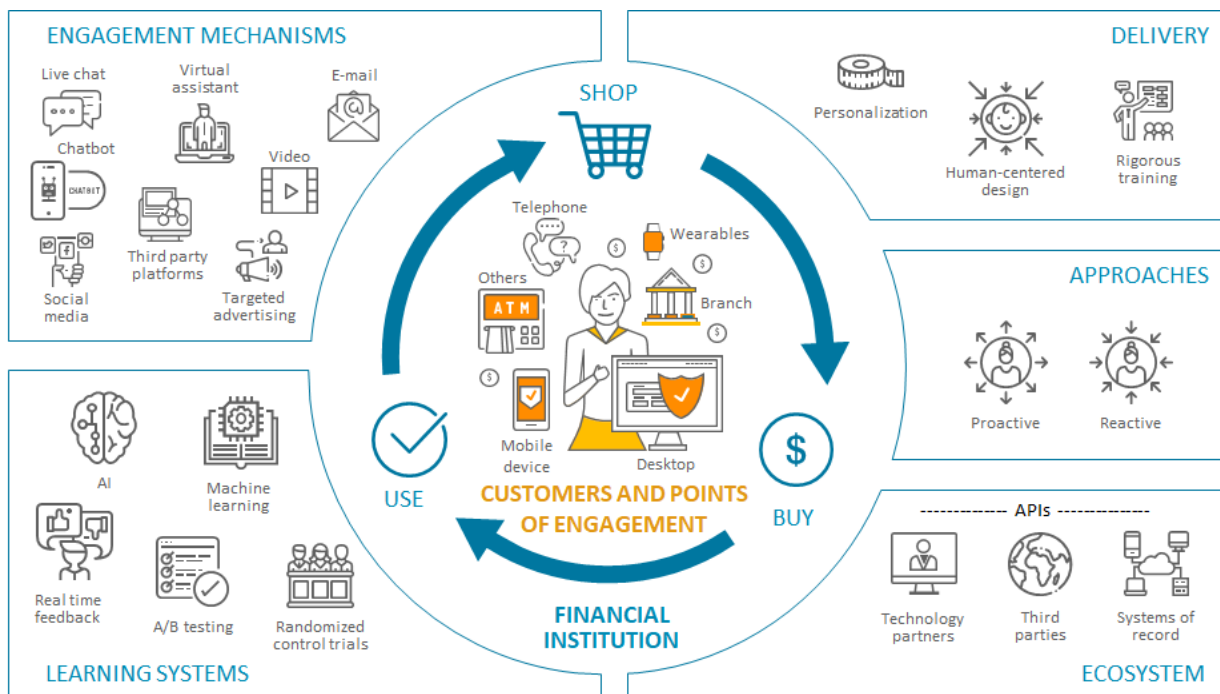 ENGAGEMENT MECHANISMS
Live chat
Virtual
assistant
E-mail
Chatbot
CHATBIT
Video
Third party
platforms
Social
media
Targeted
advertising
DELIVERY
Personalization
Human-centered
design
Rigorous
training
SHOP
Telephone
Wearables
Others
ATM
Branch
Mobile
device
Desktop
USE
BUY
CUSTOMERS AND POINTS
OF ENGAGEMENT
FINANCIAL
INSTITUTION
APPROACHES
Proactive
Reactive
AI
Machine
learning
Real time
feedback
A/B testing
Randomized
control trials
LEARNING SYSTEMS
APIs
Technology
partners
Third
parties
Systems of
record
ECOSYSTEM